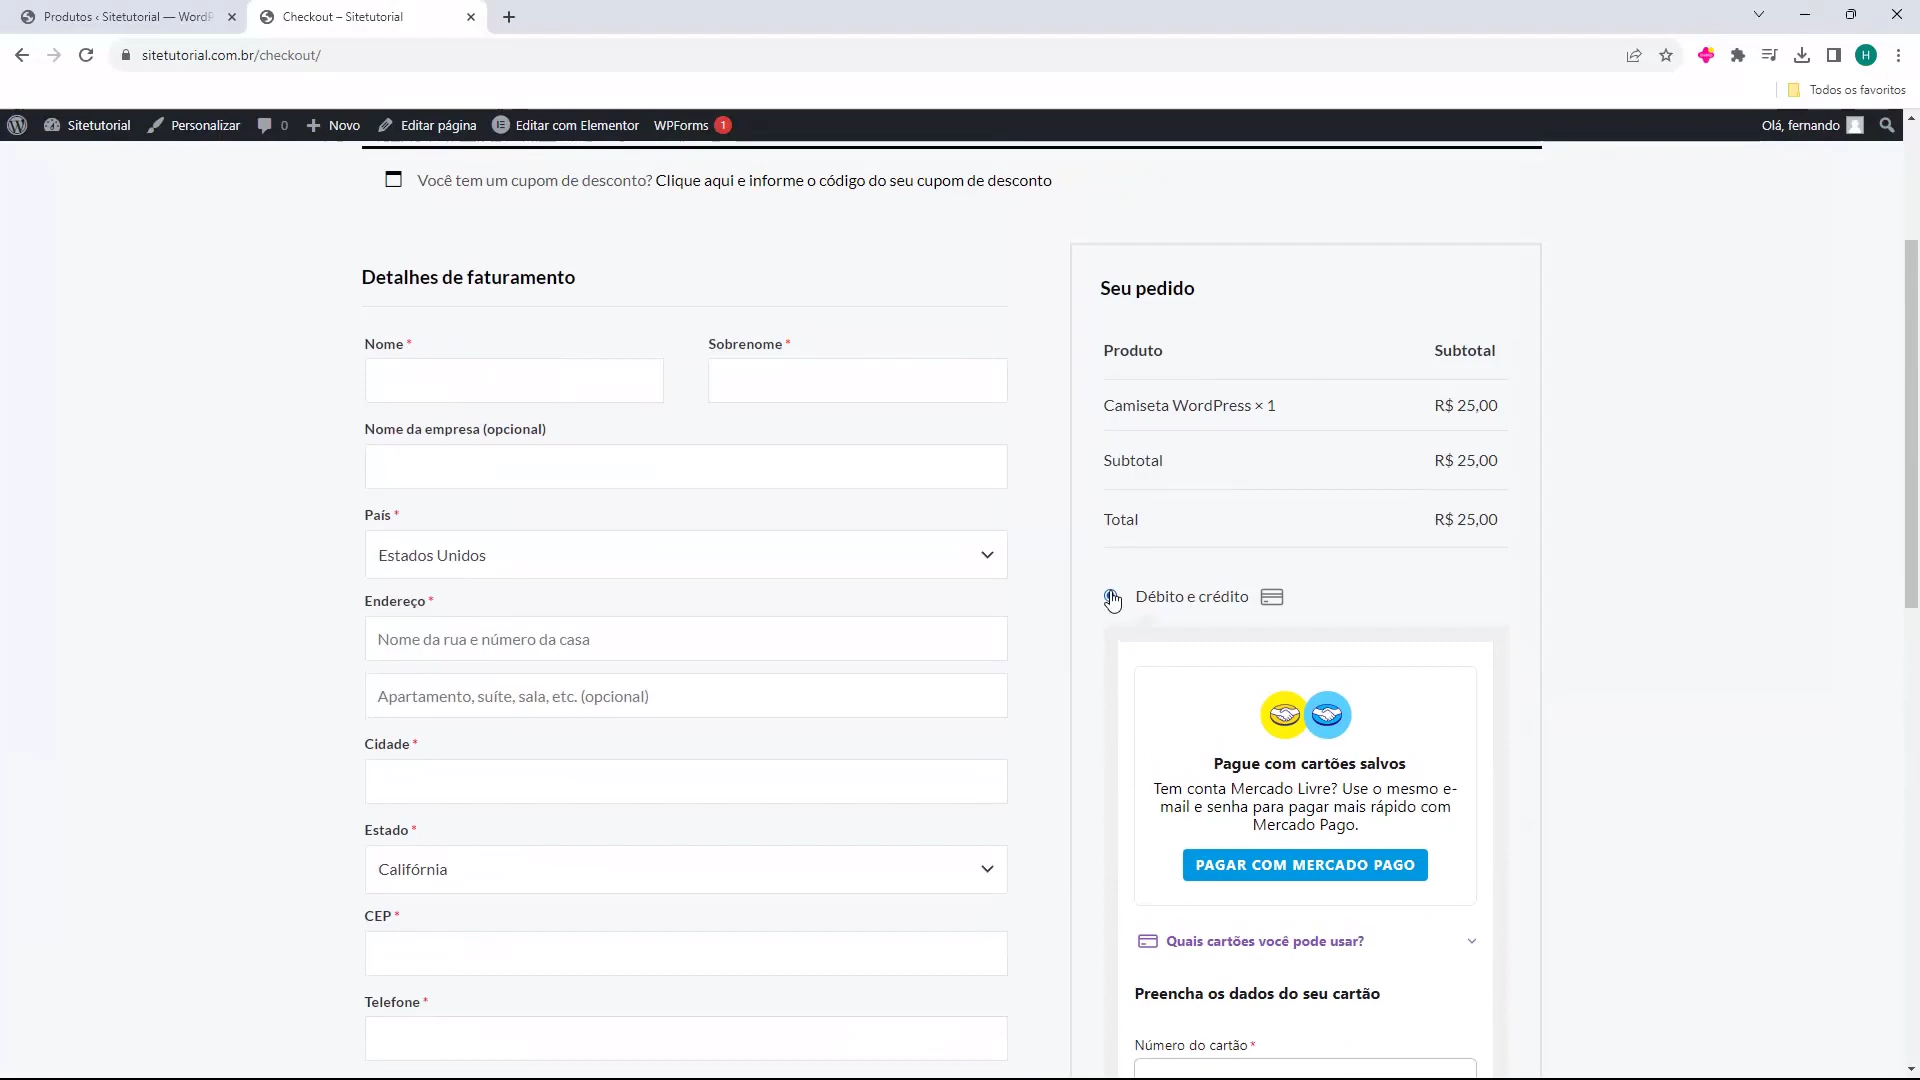 Produtos ‹ Sitetutorial — WordP
Checkout – Sitetutorial
sitetutorial.com.br/checkout/
H
Todos os favoritos
Sitetutorial
Personalizar
0
Novo
Editar página
Editar com Elementor
WPForms 1
Olá, fernando
Você tem um cupom de desconto? Clique aqui e informe o código do seu cupom de desconto
Detalhes de faturamento
Nome *
Sobrenome *
Nome da empresa (opcional)
País *
Estados Unidos
Endereço *
Nome da rua e número da casa
Apartamento, suíte, sala, etc. (opcional)
Cidade *
Estado *
Califórnia
CEP *
Telefone *
Seu pedido
Produto Subtotal
Camiseta WordPress × 1 R$ 25,00
Subtotal R$ 25,00
Total R$ 25,00
Débito e crédito
Pague com cartões salvos
Tem conta Mercado Livre? Use o mesmo e-
mail e senha para pagar mais rápido com
Mercado Pago.
PAGAR COM MERCADO PAGO
Quais cartões você pode usar?
Preencha os dados do seu cartão
Número do cartão *